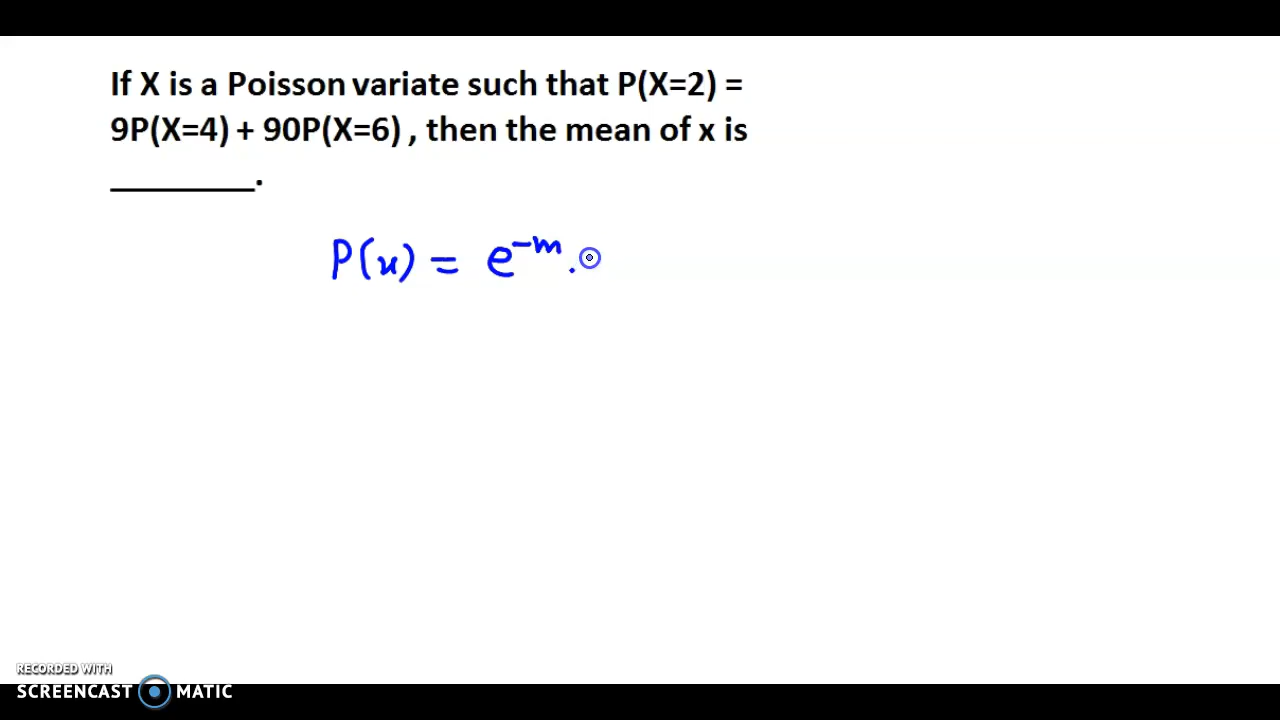 If X is a Poisson variate such that P(X=2) =
9P(X=4) + 90P(X=6) , then the mean of x is
________.
P(x) = e^{-m} .
RECORDED WITH
SCREENCAST MATIC